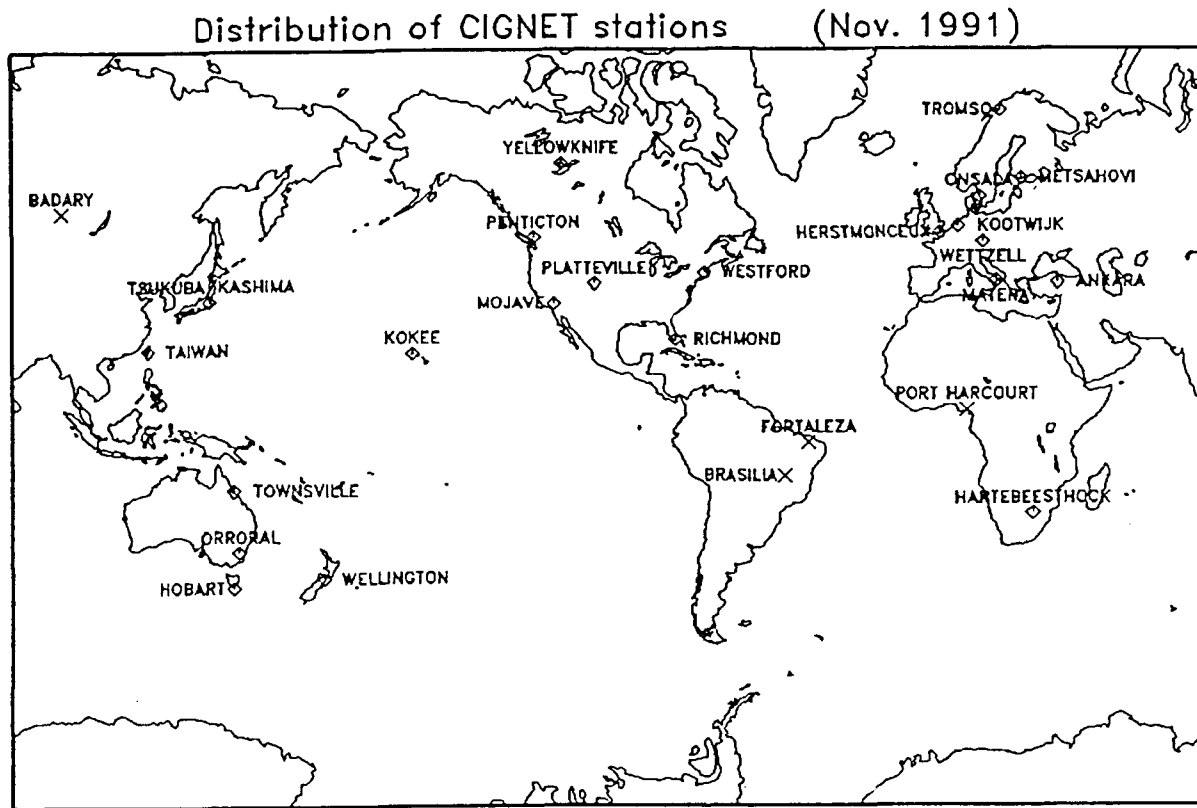 Distribution of CIGNET stations (Nov. 1991)
TROMSO
YELLOWKNIFE
ONSALA
METSAHOVI
BADARY
PENTICTON
HERSTMONCEUX
KOOTWIJK
WETTZELL
PLATTEVILLE
WESTFORD
TSUKUBA
KASHIMA
ANKARA
MATERA
MOJAVE
KOKEE
RICHMOND
TAIWAN
PORT HARCOURT
FORTALEZA
BRASILIA
TOWNSVILLE
HARTEBEESTHOCK
ORRORAL
WELLINGTON
HOBART